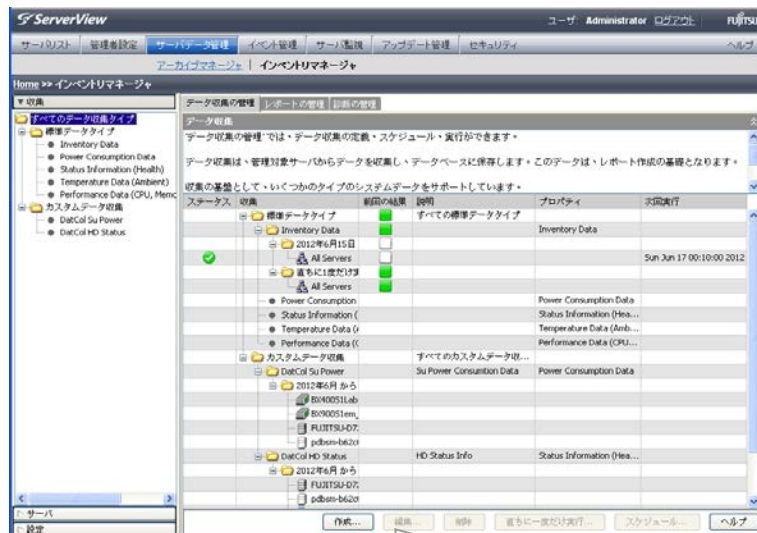 ServerView
ユーザ: Administrator ログアウト FUJITSU
サーバリスト 管理者設定 サーバデータ管理 イベント管理 サーバ監視 アップデート管理 セキュリティ ヘルプ
アーカイブマネージャ | インベントリマネージャ
Home >> インベントリマネージャ
▼収集
すべてのデータ収集タイプ
標準データタイプ
Inventory Data
Power Consumption Data
Status Information (Health)
Temperature Data (Ambient)
Performance Data (CPU, Memc
カスタムデータ収集
DatCol Su Power
DatCol HD Status
サーバ
設定
データ収集の管理 レポートの管理 診断の管理
データ収集
データ収集の管理'では・データ収集の定義・スケジュール・実行ができます・
データ収集は・管理対象サーバからデータを収集し・データベースに保存します・このデータは・レポート作成の基礎となります・
収集の基盤として・いくつかのタイプのシステムデータをサポートしています・
ステータス 収集 前回の結果 説明 プロパティ 次回実行
標準データタイプ すべての標準データタイプ
Inventory Data Inventory Data
2012年6月15日
All Servers Sun Jun 17 00:10:00 2012
直ちに1度だけ実
All Servers
Power Consumption Power Consumption Data
Status Information ( Status Information (Hea...
Temperature Data (A Temperature Data (Amb...
Performance Data (C Performance Data (CPU...
カスタムデータ収集 すべてのカスタムデータ収...
DatCol Su Power Su Power Consumtion Data Power Consumption Data
2012年6月 から
BX400S1Lab
BX900S1em_
FUJITSU-D7:
pdbsm-b62d
DatCol HD Status HD Status Info Status Information (Hea...
2012年6月 から
FUJITSU-D7:
pdbsm-b62d
作成... 編集... 削除 直ちに一度だけ実行... スケジュール... ヘルプ